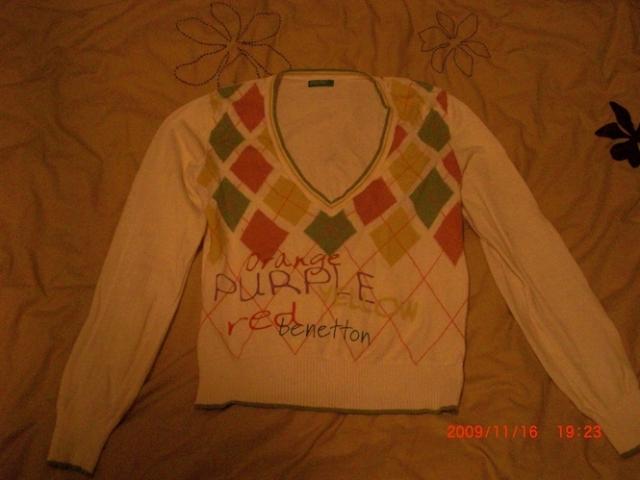 orange
PURPLE
YELLOW
red
benetton
2009/11/16 19:23